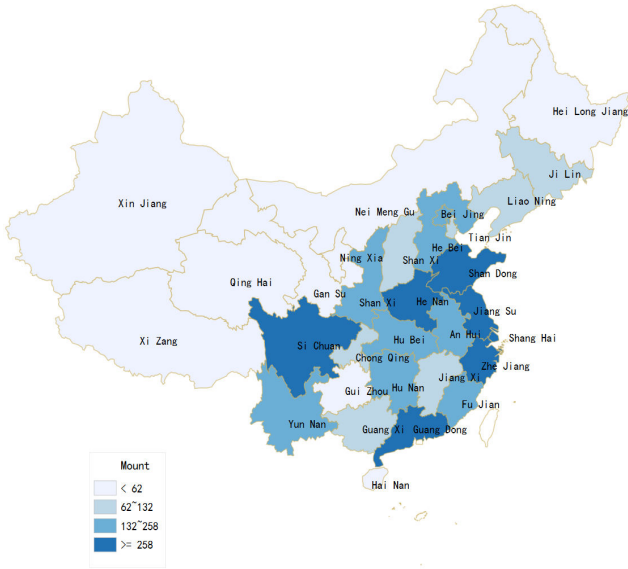 Hei Long Jiang
Ji Lin
Liao Ning
Xin Jiang
Nei Meng Gu
Bei Jing
Tian Jin
He Bei
Ning Xia
Shan Xi
Shan Dong
Qing Hai
Gan Su
Shan Xi
He Nan
Jiang Su
Xi Zang
Si Chuan
Hu Bei
An Hui
Shang Hai
Chong Qing
Zhe Jiang
Gui Zhou
Hu Nan
Jiang Xi
Fu Jian
Yun Nan
Guang Xi
Guang Dong
Hai Nan
Mount
< 62
62~132
132~258
>= 258